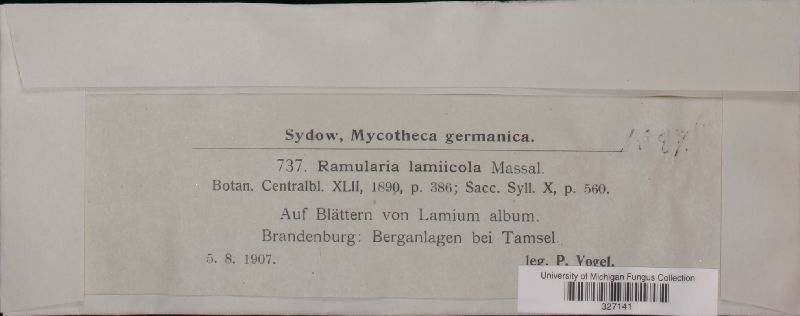 Sydow, Mycotheca germanica.
737. Ramularia lamiicola Massal.
Botan. Centralbl. XLII, 1890, p. 386; Sacc. Syll. X, p. 560.
Auf Blättern von Lamium album.
Brandenburg: Berganlagen bei Tamsel.
5. 8. 1907. leg. P. Vogel.
University of Michigan Fungus Collection
327141